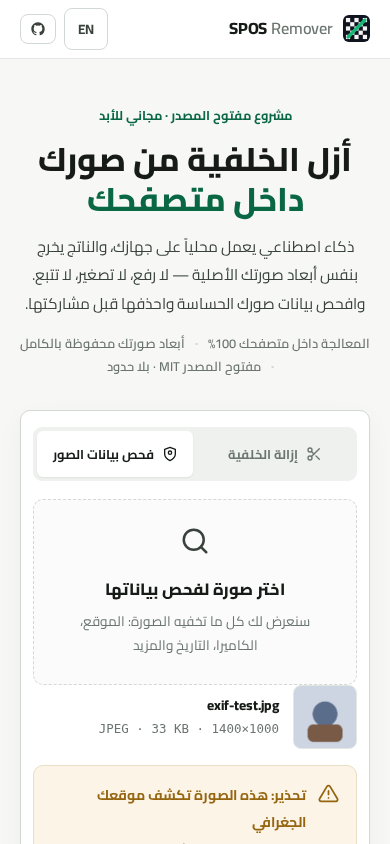 SPOS Remover
EN
مشروع مفتوح المصدر · مجاني للأبد
أزل الخلفية من صورك
داخل متصفحك
ذكاء اصطناعي يعمل محلياً على جهازك، والناتج يخرج
بنفس أبعاد صورتك الأصلية — لا رفع، لا تصغير، لا تتبع.
وافحص بيانات صورك الحساسة واحذفها قبل مشاركتها.
المعالجة داخل متصفحك 100% · أبعاد صورتك محفوظة بالكامل
· مفتوح المصدر MIT · بلا حدود
إزالة الخلفية
فحص بيانات الصور
اختر صورة لفحص بياناتها
سنعرض لك كل ما تخفيه الصورة: الموقع،
الكاميرا، التاريخ والمزيد
exif-test.jpg
JPEG · 33 KB · 1400×1000
تحذير: هذه الصورة تكشف موقعك
الجغرافي